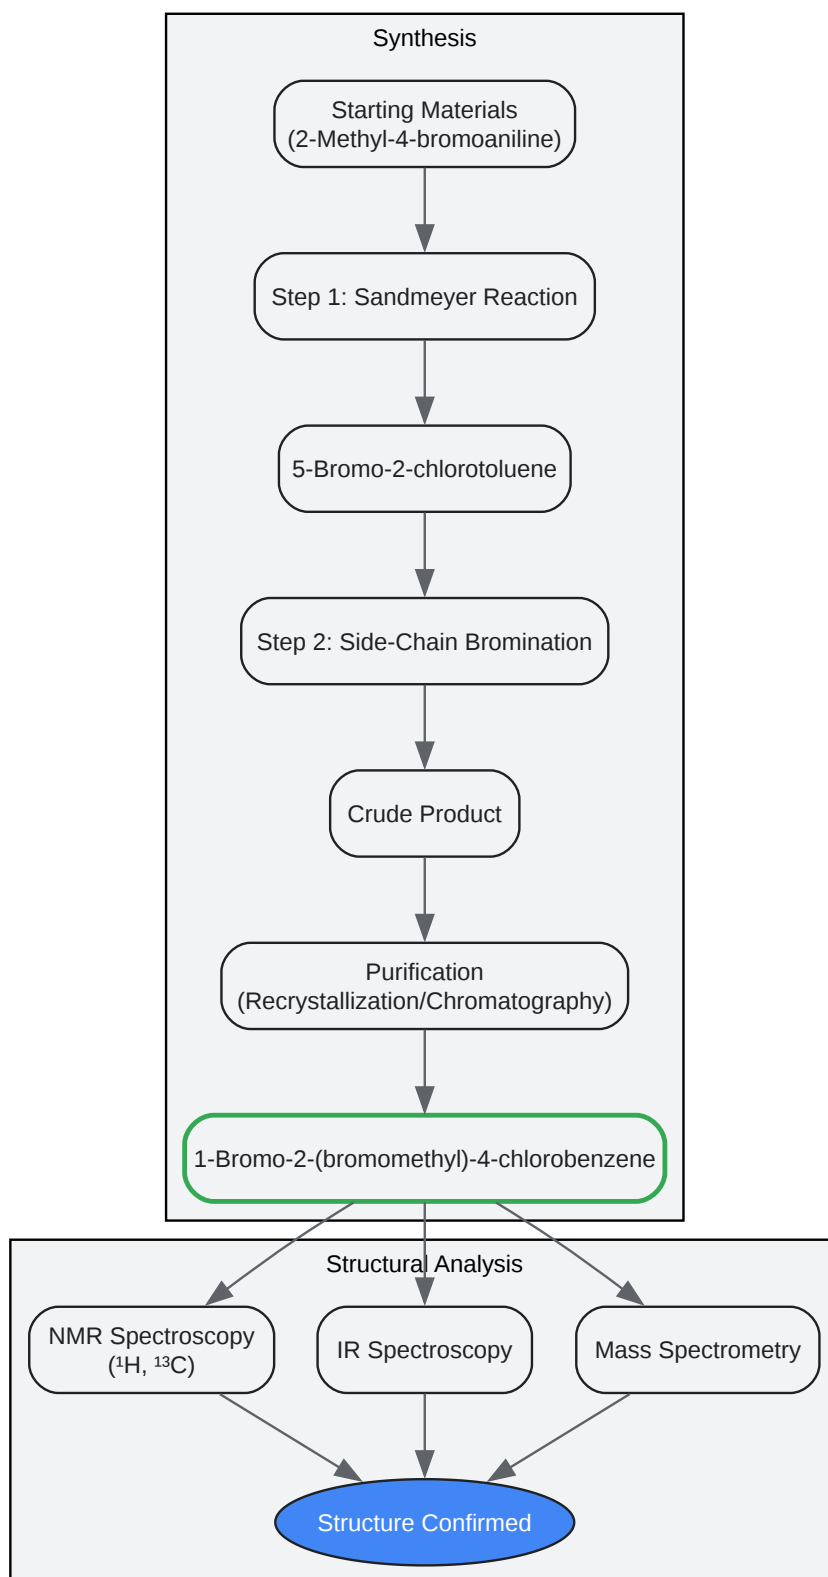 Synthesis
Starting Materials
(2-Methyl-4-bromoaniline)
Step 1: Sandmeyer Reaction
5-Bromo-2-chlorotoluene
Step 2: Side-Chain Bromination
Crude Product
Purification
(Recrystallization/Chromatography)
1-Bromo-2-(bromomethyl)-4-chlorobenzene
Structural Analysis
NMR Spectroscopy
(¹H, ¹³C)
IR Spectroscopy
Mass Spectrometry
Structure Confirmed